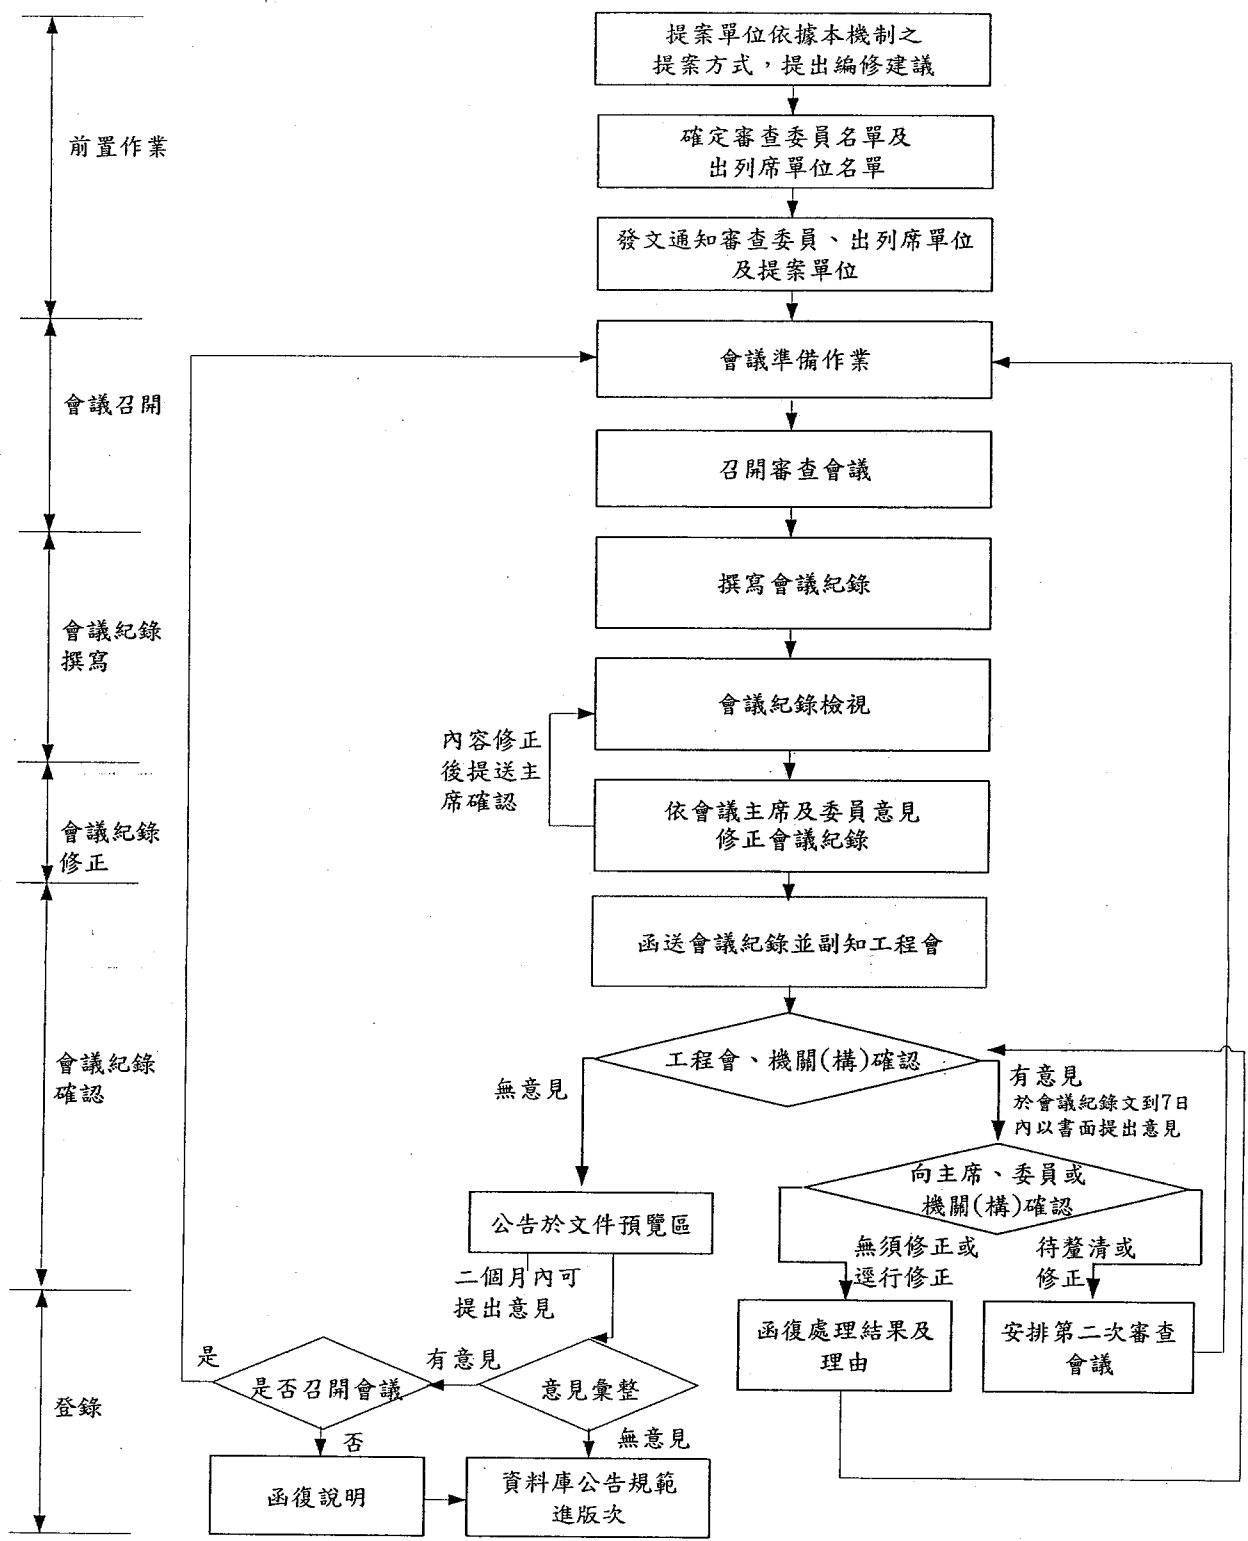 提案單位依據本機制之
提案方式，提出編修建議
前置作業
確定審查委員名單及
出列席單位名單
發文通知審查委員、出列席單位
及提案單位
會議準備作業
會議召開
召開審查會議
撰寫會議紀錄
會議紀錄
撰寫
會議紀錄檢視
內容修正
後提送主
席確認
依會議主席及委員意見
修正會議紀錄
會議紀錄
修正
函送會議紀錄並副知工程會
工程會、機關(構)確認
會議紀錄
確認
無意見
有意見
於會議紀錄文到7日
內以書面提出意見
向主席、委員或
機關(構)確認
公告於文件預覽區
無須修正或
逕行修正
待釐清或
修正
二個月內可
提出意見
函復處理結果及
理由
安排第二次審查
會議
是
有意見
是否召開會議
意見彙整
登錄
否
無意見
函復說明
資料庫公告規範
進版次